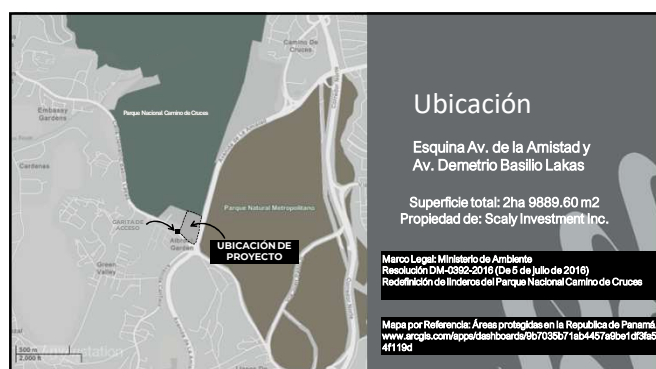 Camino De
Cruces
Parque Nacional Camino de Cruces
Embassy
Gardens
Cardenas
Parque Natural Metropolitano
GARITA DE
ACCESO
Garden
UBICACIÓN DE
PROYECTO
Green
Valley
500 m
2,000 ft
Ubicación
Esquina Av. de la Amistad y
Av. Demetrio Basilio Lakas
Superficie total: 2ha 9889.60 m2
Propiedad de: Scaly Investment Inc.
Marco Legal: Ministerio de Ambiente
Resolución DM-0392-2016 (De 5 de julio de 2016)
Redefinición de linderos del Parque Nacional Camino de Cruces
Mapa por Referencia: Áreas protegidas en la Republica de Panamá
www.arcgis.com/apps/dashboards/9b7035b71ab4457a9be1df3fa5
4f119d